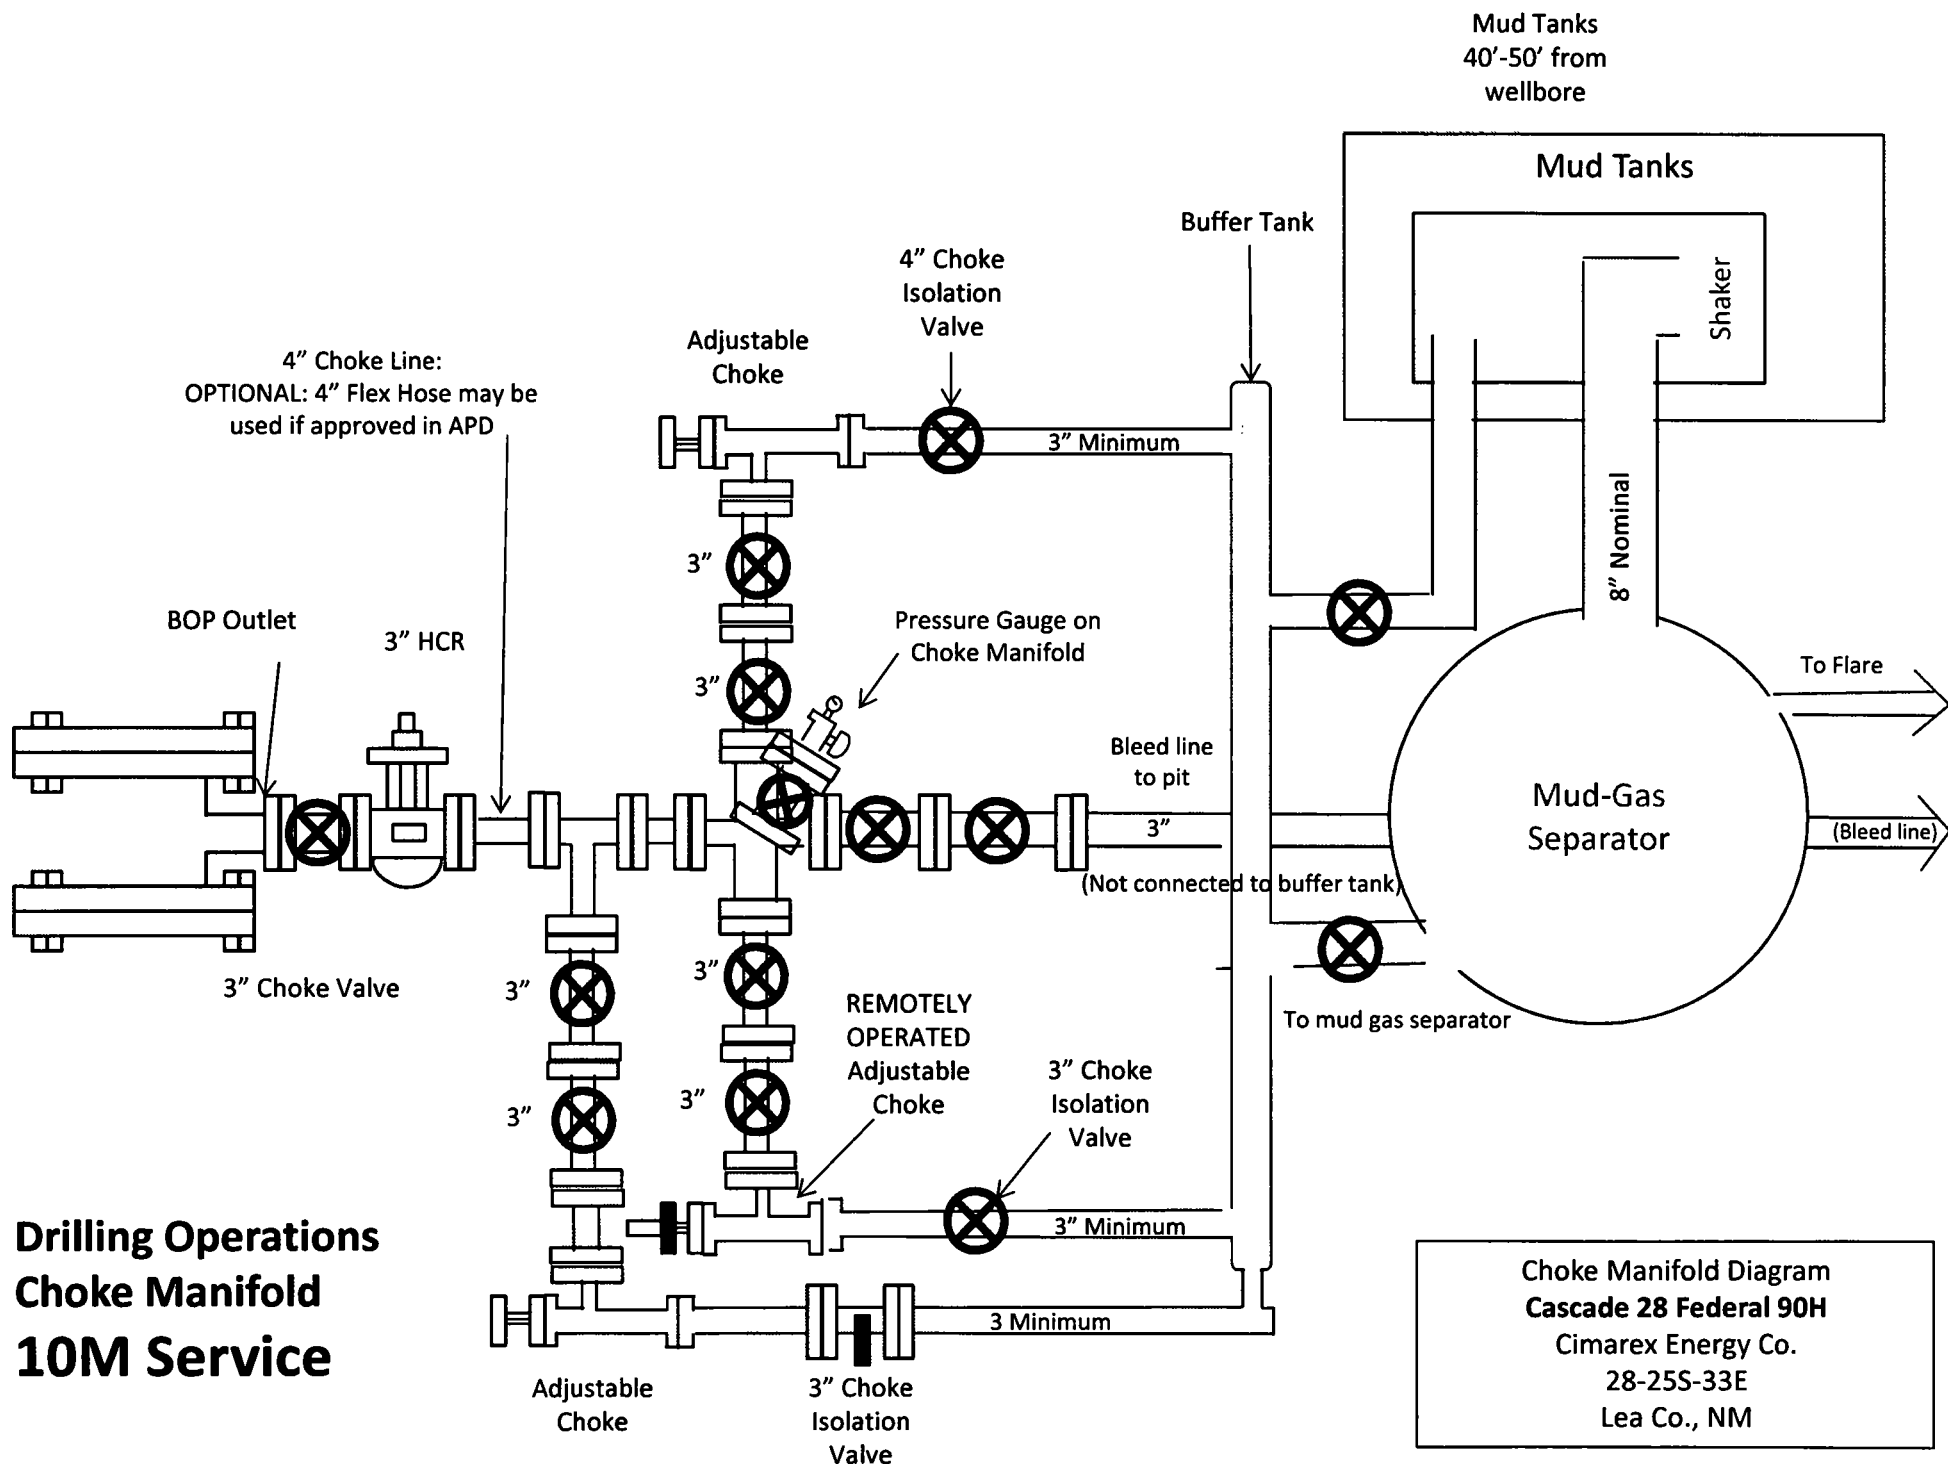 Mud Tanks
40’-50’ from
wellbore
Mud Tanks
Shaker
Buffer Tank
4” Choke
Isolation
Valve
Adjustable
Choke
4” Choke Line:
OPTIONAL: 4” Flex Hose may be
used if approved in APD
3” Minimum
8” Nominal
3”
BOP Outlet
3” HCR
Pressure Gauge on
Choke Manifold
3”
To Flare
Bleed line
to pit
3”
Mud-Gas
Separator
(Bleed line)
(Not connected to buffer tank)
3” Choke Valve
3”
3”
To mud gas separator
REMOTELY
OPERATED
Adjustable
Choke
3” Choke
Isolation
Valve
3”
3”
3” Minimum
Drilling Operations
Choke Manifold
10M Service
3 Minimum
Adjustable
Choke
3” Choke
Isolation
Valve
Choke Manifold Diagram
Cascade 28 Federal 90H
Cimarex Energy Co.
28-25S-33E
Lea Co., NM